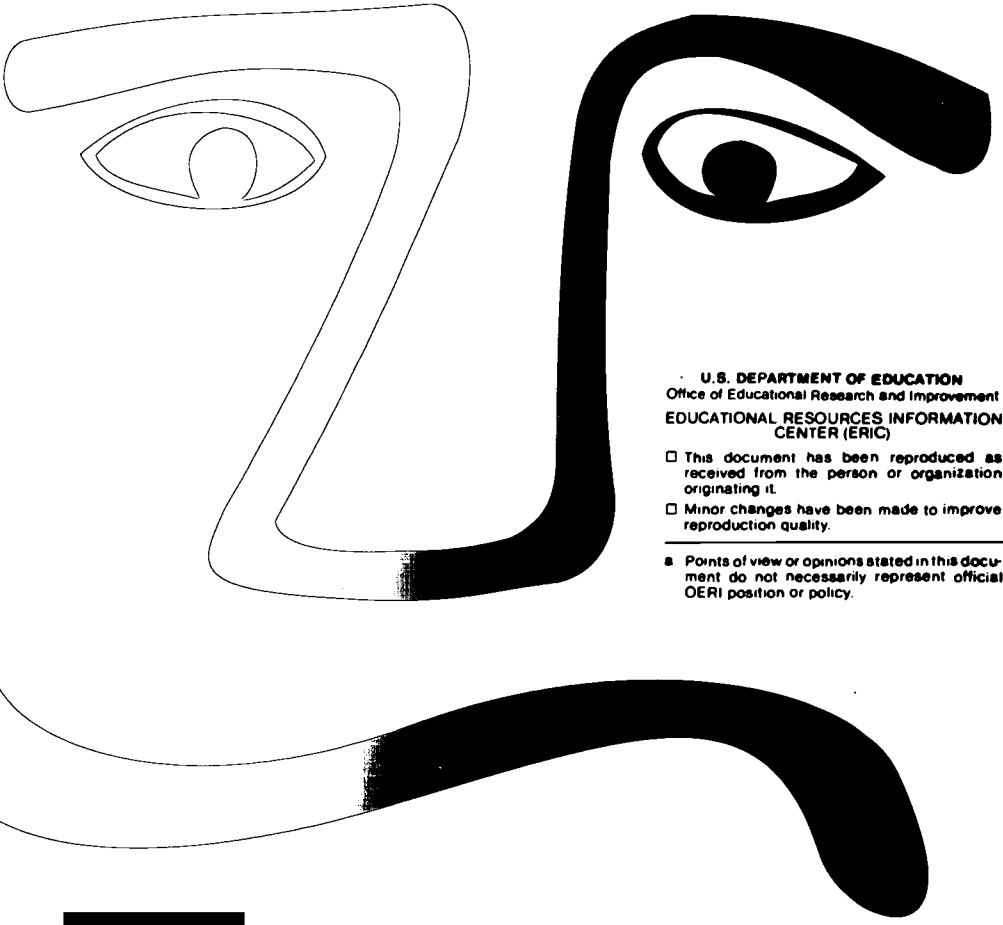 U.S. DEPARTMENT OF EDUCATION
Office of Educational Research and Improvement
EDUCATIONAL RESOURCES INFORMATION
CENTER (ERIC)
□ This document has been reproduced as
received from the person or organization
originating it.
□ Minor changes have been made to improve
reproduction quality.
• Points of view or opinions stated in this docu-
ment do not necessarily represent official
OERI position or policy.